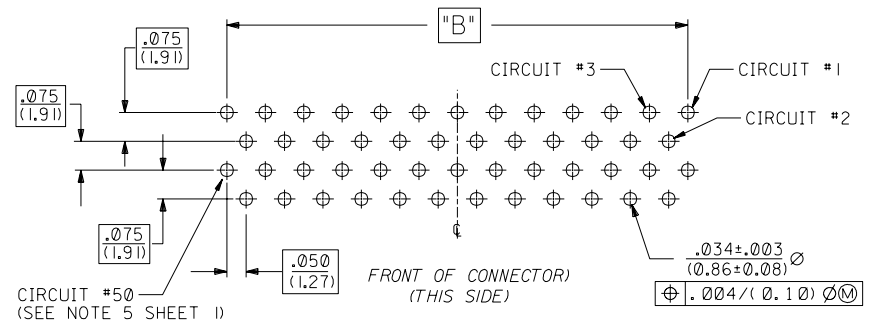 "B"
.075
(1.91)
CIRCUIT #3
CIRCUIT #1
.075
(1.91)
CIRCUIT #2
.075
(1.91)
.050
(1.27)
.034±.003 Ø
(0.86±0.08)
FRONT OF CONNECTOR)
(THIS SIDE)
⌖ .004/(0.10) ØⓂ
CIRCUIT #50
(SEE NOTE 5 SHEET 1)